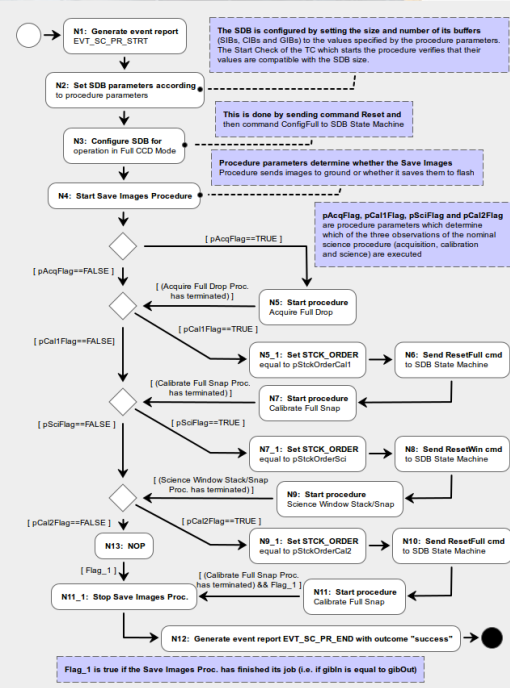 N1: Generate event report
EVT_SC_PR_STRT
The SDB is configured by setting the size and number of its buffers
(SIBs, CIBs and GIBs) to the values specified by the procedure parameters.
The Start Check of the TC which starts the procedure verifies that their
values are compatible with the SDB size.
N2: Set SDB parameters according
to procedure parameters
This is done by sending command Reset and
then command ConfigFull to SDB State Machine
N3: Configure SDB for
operation in Full CCD Mode
Procedure parameters determine whether the Save Images
Procedure sends images to ground or whether it saves them to flash
N4: Start Save Images Procedure
pAcqFlag, pCal1Flag, pSciFlag and pCal2Flag
are procedure parameters which determine
which of the three observations of the nominal
science procedure (acquisition, calibration
and science) are executed
[ pAcqFlag==TRUE ]
[ pAcqFlag==FALSE ]
[ (Acquire Full Drop Proc.
has terminated) ]
N5: Start procedure
Acquire Full Drop
[ pCal1Flag==TRUE ]
[ pCal1Flag==FALSE]
N5_1: Set STCK_ORDER
equal to pStckOrderCal1
N6: Send ResetFull cmd
to SDB State Machine
[ (Calibrate Full Snap Proc.
has terminated) ]
N7: Start procedure
Calibrate Full Snap
[ pSciFlag==TRUE ]
[ pSciFlag==FALSE ]
N7_1: Set STCK_ORDER
equal to pStckOrderSci
N8: Send ResetWin cmd
to SDB State Machine
[ (Science Window Stack/Snap
Proc. has terminated) ]
N9: Start procedure
Science Window Stack/Snap
[ pCal2Flag==FALSE ]
[ pCal2Flag==TRUE ]
N13: NOP
N9_1: Set STCK_ORDER
equal to pStckOrderCal2
N10: Send ResetFull cmd
to SDB State Machine
[ Flag_1 ]
[ (Calibrate Full Snap Proc.
has terminated) && Flag_1 ]
N11_1: Stop Save Images Proc.
N11: Start procedure
Calibrate Full Snap
N12: Generate event report EVT_SC_PR_END with outcome "success"
Flag_1 is true if the Save Images Proc. has finished its job (i.e. if gibIn is equal to gibOut)